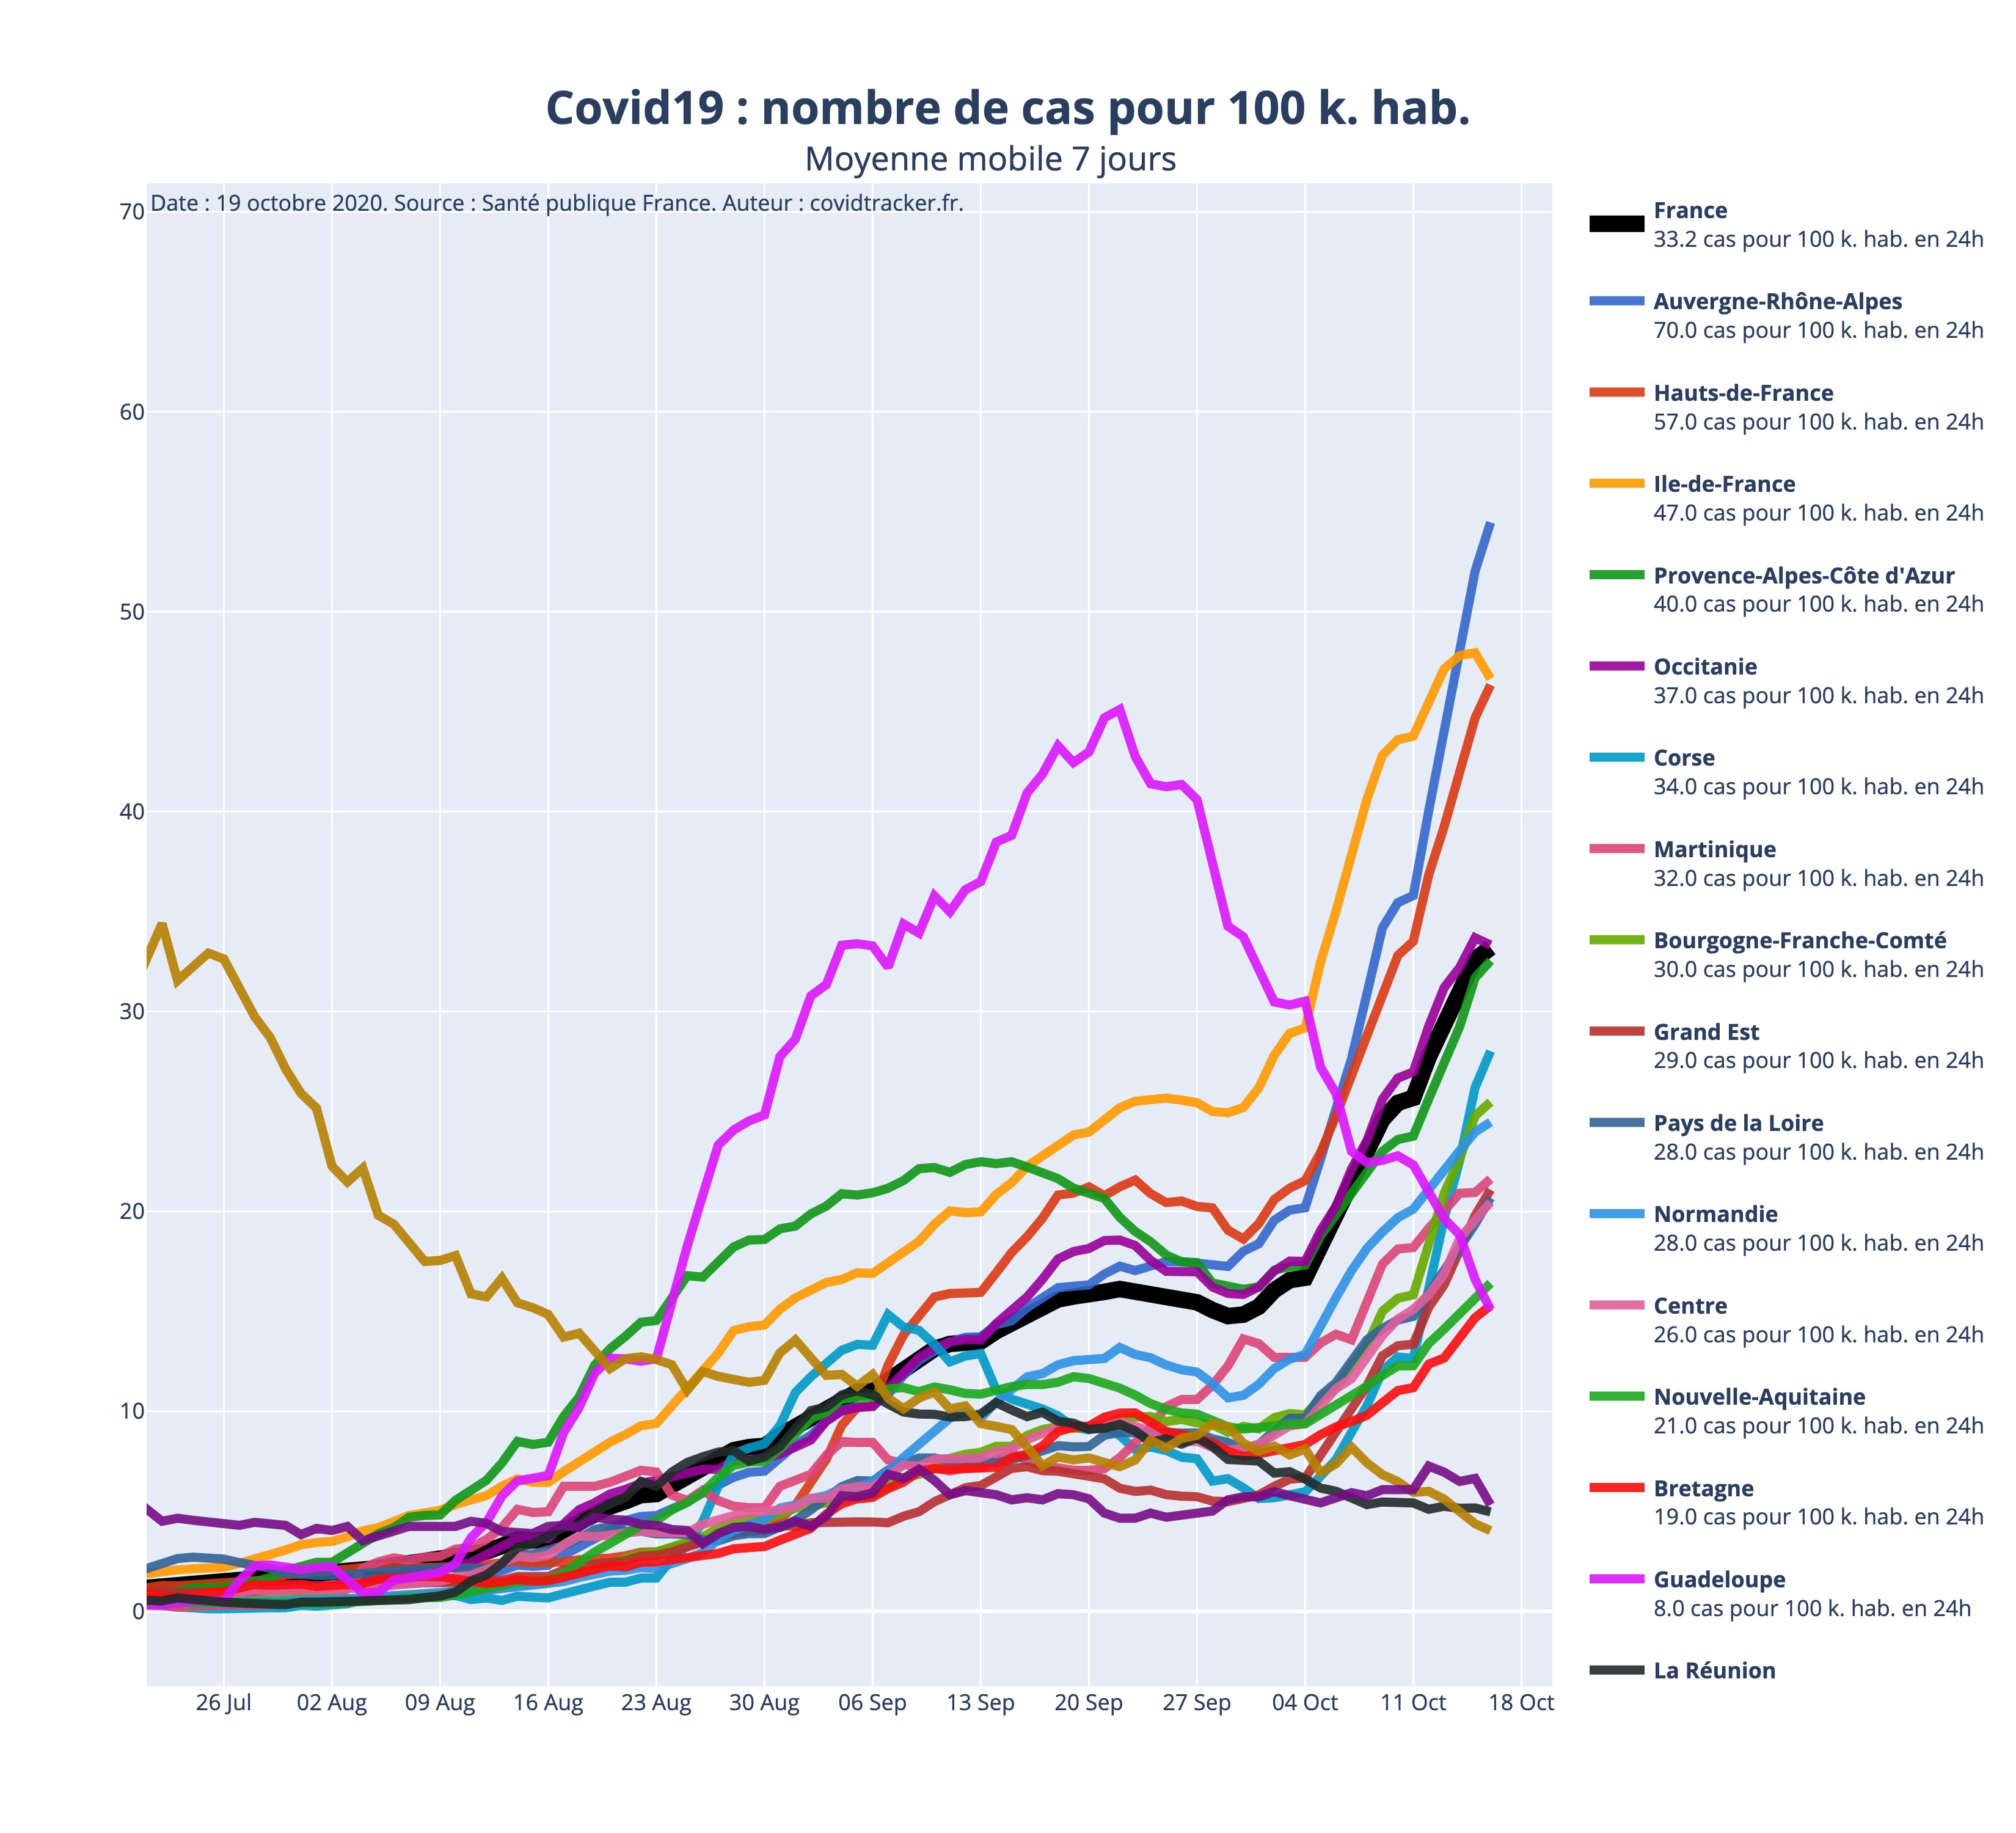 Covid19 : nombre de cas pour 100 k. hab.
Moyenne mobile 7 jours
Date : 19 octobre 2020. Source : Santé publique France. Auteur : covidtracker.fr.
70
60
50
40
30
20
10
0
26 Jul
02 Aug
09 Aug
16 Aug
23 Aug
30 Aug
06 Sep
13 Sep
20 Sep
27 Sep
04 Oct
11 Oct
18 Oct
France
33.2 cas pour 100 k. hab. en 24h
Auvergne-Rhône-Alpes
70.0 cas pour 100 k. hab. en 24h
Hauts-de-France
57.0 cas pour 100 k. hab. en 24h
Ile-de-France
47.0 cas pour 100 k. hab. en 24h
Provence-Alpes-Côte d'Azur
40.0 cas pour 100 k. hab. en 24h
Occitanie
37.0 cas pour 100 k. hab. en 24h
Corse
34.0 cas pour 100 k. hab. en 24h
Martinique
32.0 cas pour 100 k. hab. en 24h
Bourgogne-Franche-Comté
30.0 cas pour 100 k. hab. en 24h
Grand Est
29.0 cas pour 100 k. hab. en 24h
Pays de la Loire
28.0 cas pour 100 k. hab. en 24h
Normandie
28.0 cas pour 100 k. hab. en 24h
Centre
26.0 cas pour 100 k. hab. en 24h
Nouvelle-Aquitaine
21.0 cas pour 100 k. hab. en 24h
Bretagne
19.0 cas pour 100 k. hab. en 24h
Guadeloupe
8.0 cas pour 100 k. hab. en 24h
La Réunion